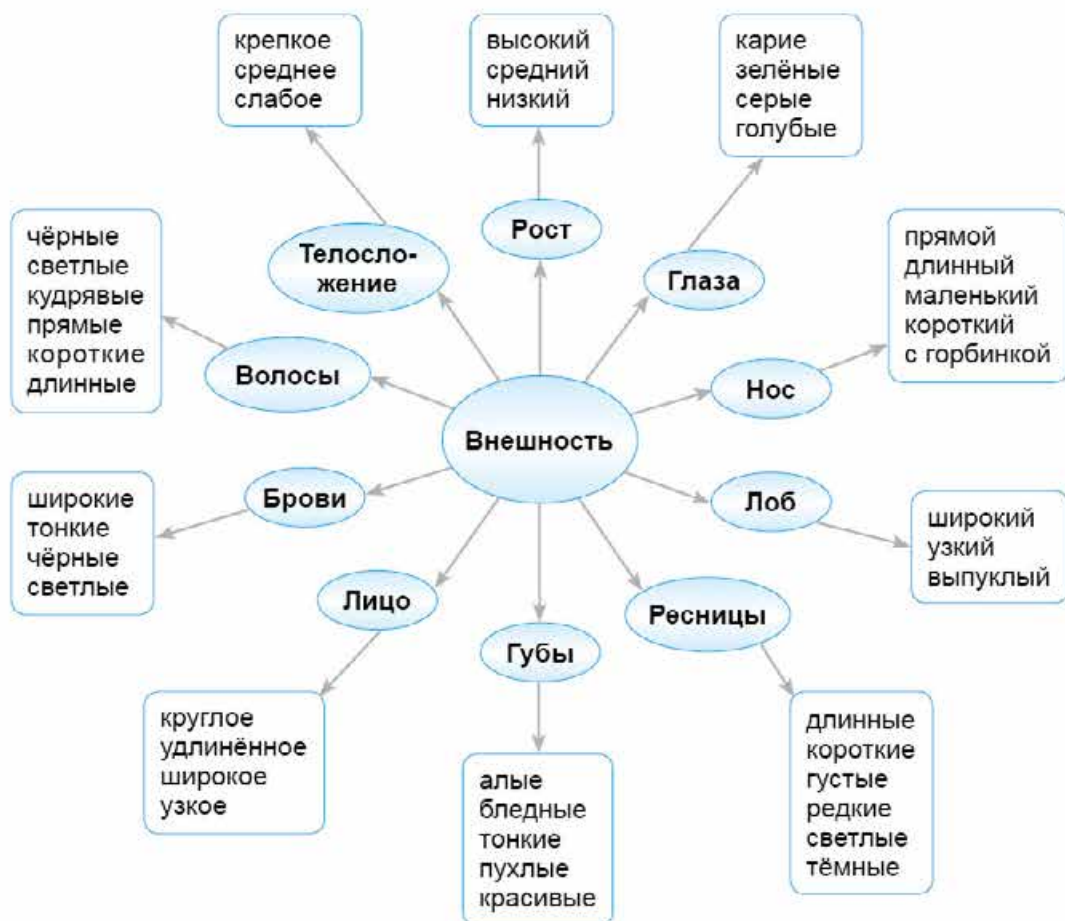 крепкое
среднее
слабое
высокий
средний
низкий
карие
зелёные
серые
голубые
чёрные
светлые
кудрявые
прямые
короткие
длинные
Телосло-
жение
Рост
Глаза
прямой
длинный
маленький
короткий
с горбинкой
Волосы
Нос
Внешность
широкие
тонкие
чёрные
светлые
Брови
Лоб
широкий
узкий
выпуклый
Лицо
Губы
Ресницы
круглое
удлинённое
широкое
узкое
алые
бледные
тонкие
пухлые
красивые
длинные
короткие
густые
редкие
светлые
тёмные